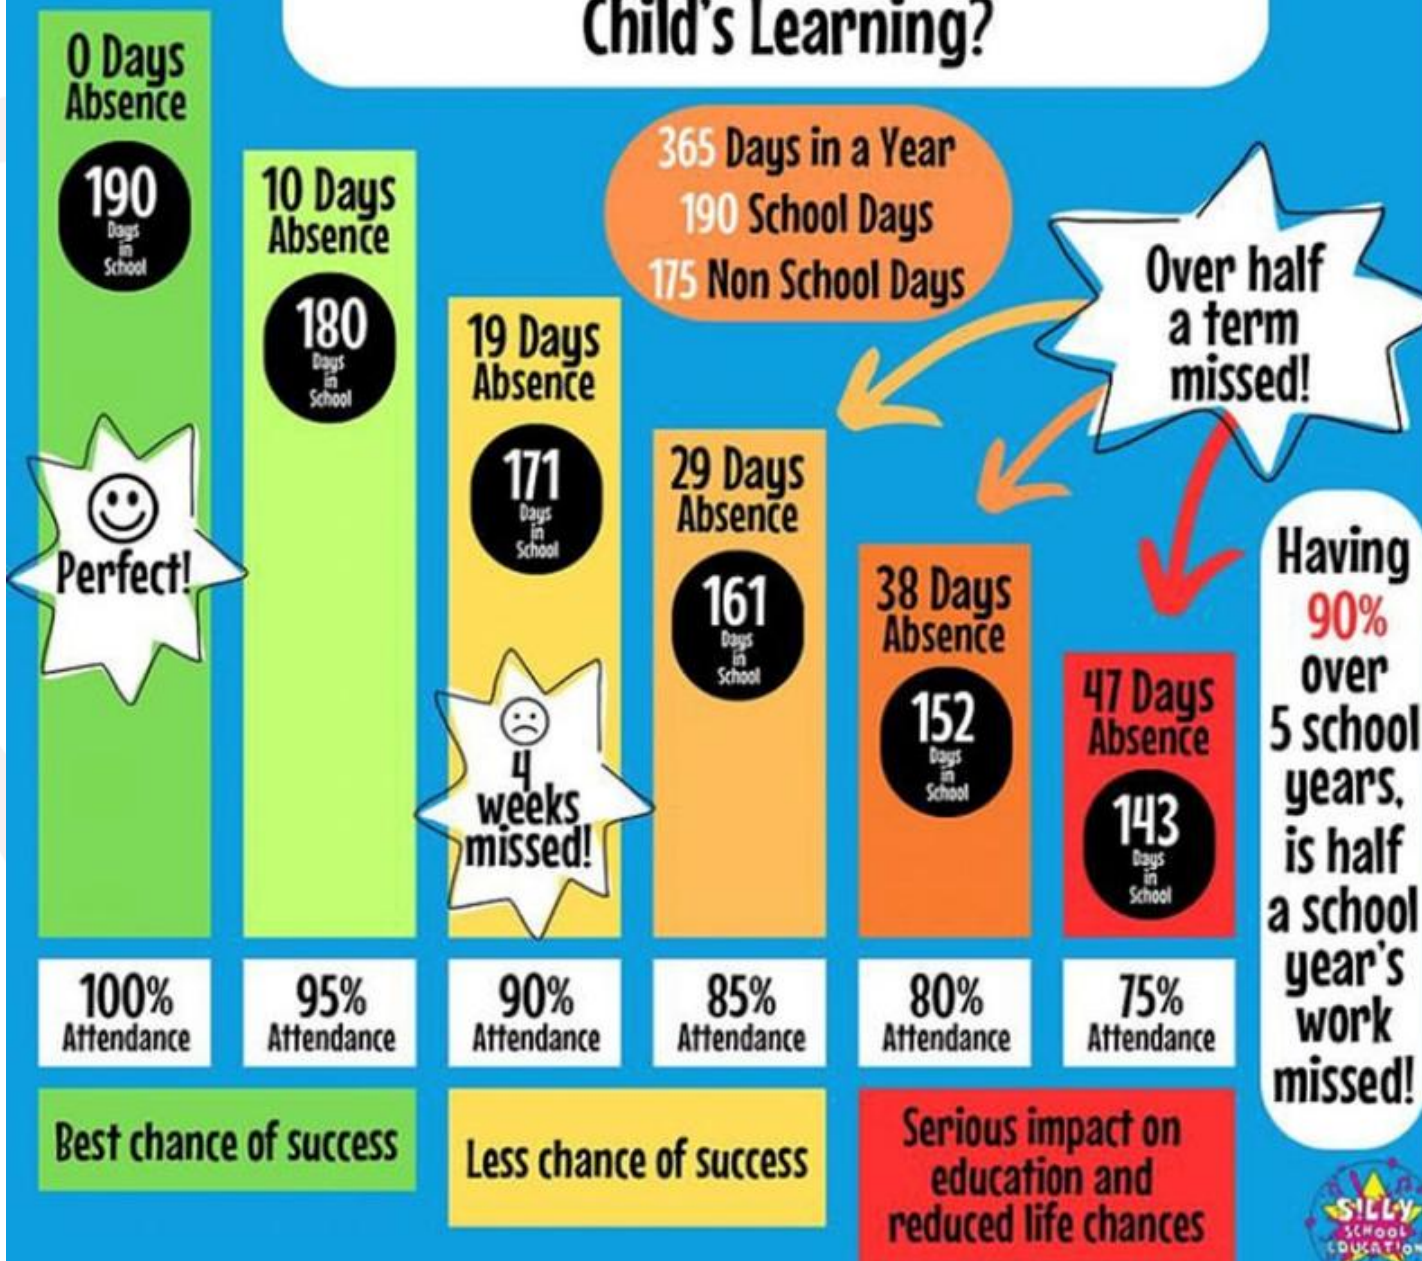 Child's Learning?
365 Days in a Year
190 School Days
175 Non School Days
Over half
a term
missed!
0 Days
Absence
190
Days
in
School
Perfect!
10 Days
Absence
180
Days
in
School
19 Days
Absence
171
Days
in
School
4
weeks
missed!
29 Days
Absence
161
Days
in
School
38 Days
Absence
152
Days
in
School
47 Days
Absence
143
Days
in
School
Having
90%
over
5 school
years,
is half
a school
year's
work
missed!
100%
Attendance
95%
Attendance
90%
Attendance
85%
Attendance
80%
Attendance
75%
Attendance
Best chance of success
Less chance of success
Serious impact on
education and
reduced life chances
SILLY
SCHOOL
EDUCATION